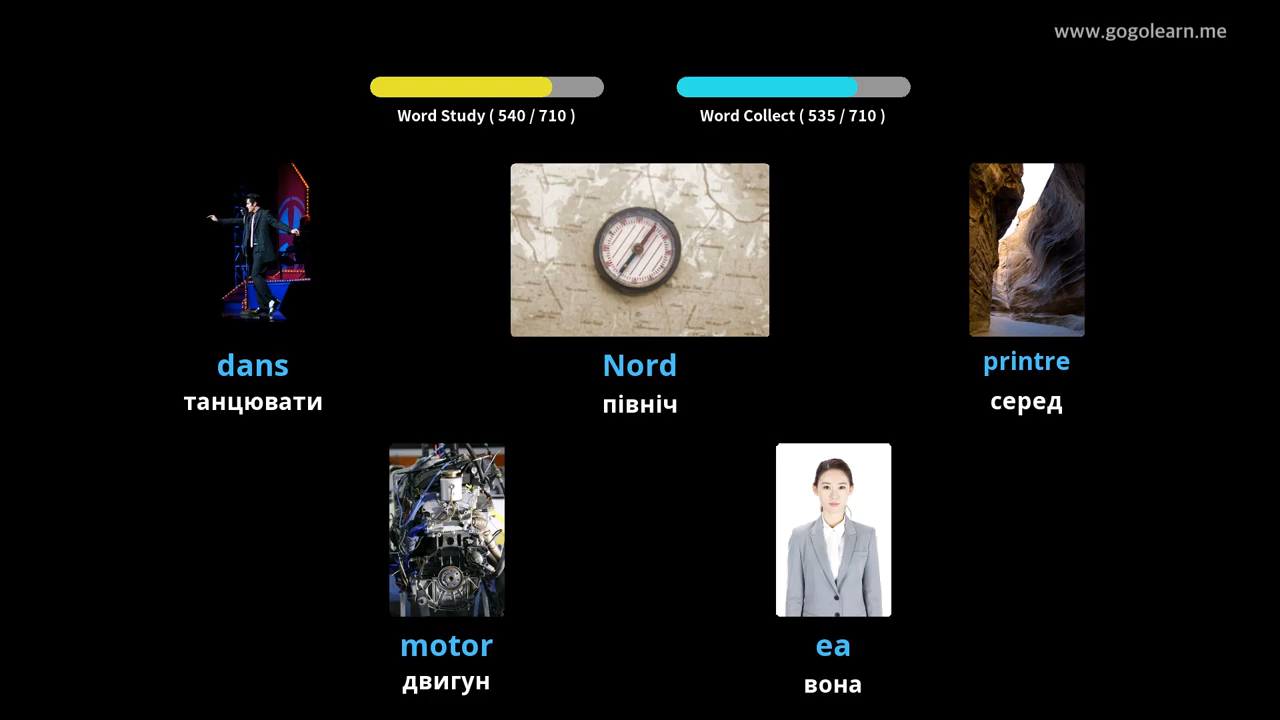 www.gogolearn.me
Word Study ( 540 / 710 )
Word Collect ( 535 / 710 )
dans
танцювати
Nord
північ
printre
серед
motor
двигун
ea
вона